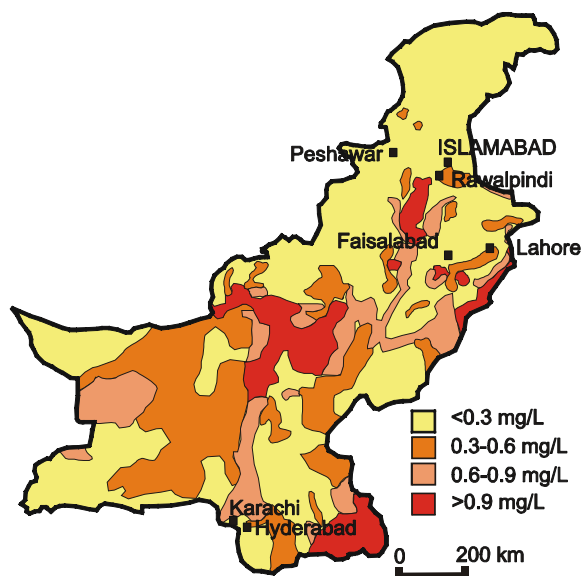 ISLAMABAD
Peshawar
Rawalpindi
Faisalabad
Lahore
<0.3 mg/L
0.3-0.6 mg/L
0.6-0.9 mg/L
>0.9 mg/L
Karachi
Hyderabad
0 200 km